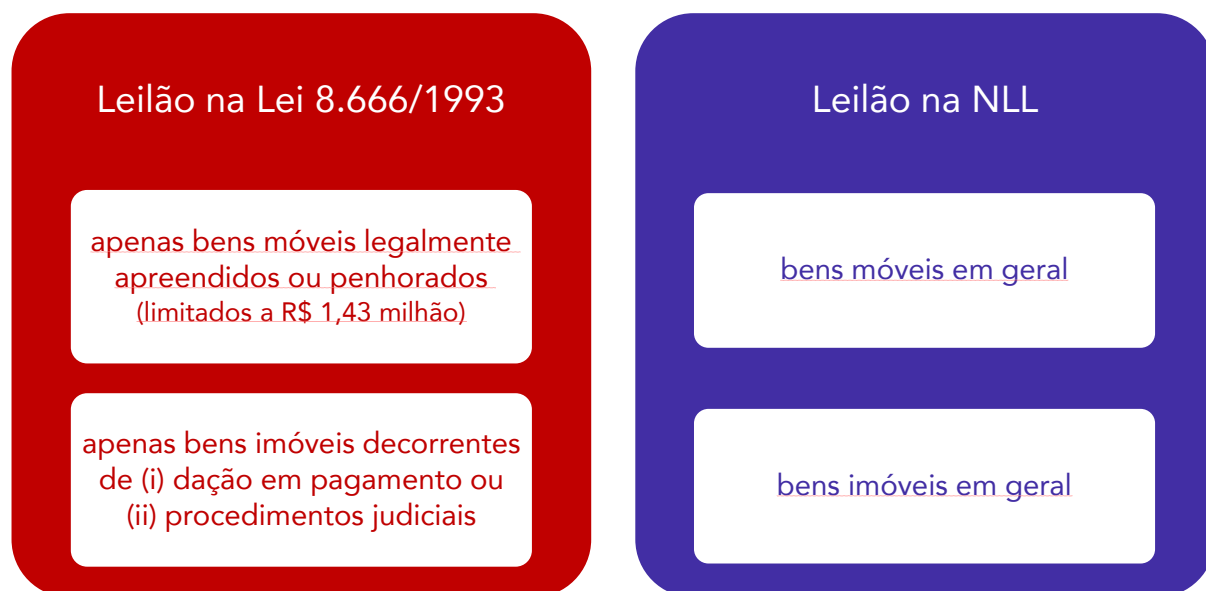 Leilão na Lei 8.666/1993
apenas bens móveis legalmente
apreendidos ou penhorados
(limitados a R$ 1,43 milhão)
apenas bens imóveis decorrentes
de (i) dação em pagamento ou
(ii) procedimentos judiciais
Leilão na NLL
bens móveis em geral
bens imóveis em geral